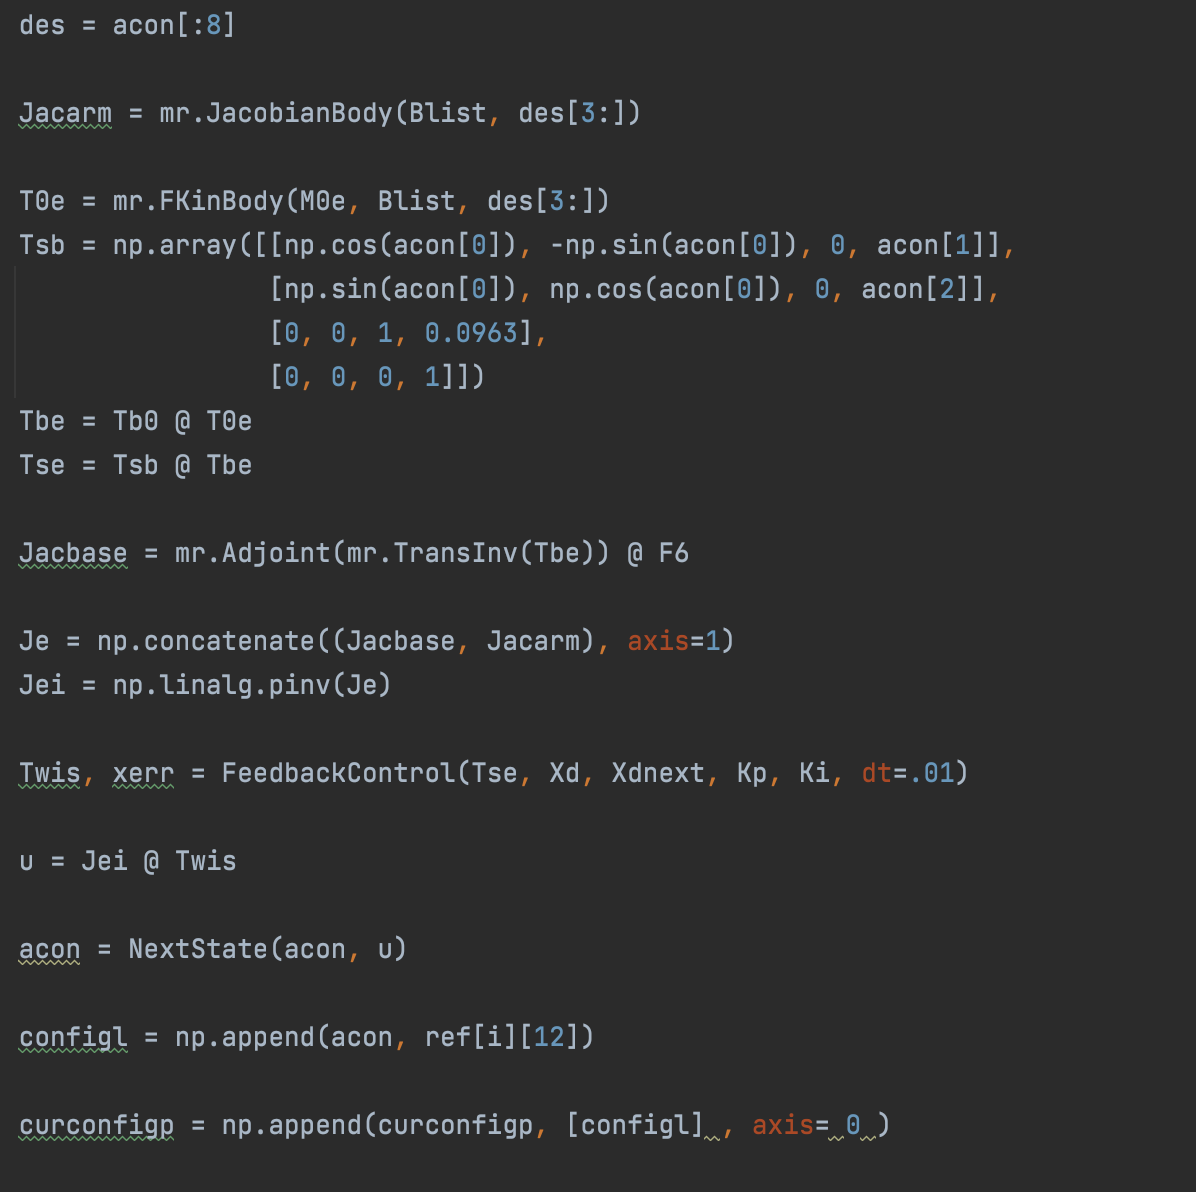 des = acon[:8]
Jacarm = mr.JacobianBody(Blist, des[3:])
T0e = mr.FKinBody(M0e, Blist, des[3:])
Tsb = np.array([[np.cos(acon[0]), -np.sin(acon[0]), 0, acon[1]],
[np.sin(acon[0]), np.cos(acon[0]), 0, acon[2]],
[0, 0, 1, 0.0963],
[0, 0, 0, 1]])
Tbe = Tb0 @ T0e
Tse = Tsb @ Tbe
Jacbase = mr.Adjoint(mr.TransInv(Tbe)) @ F6
Je = np.concatenate((Jacbase, Jacarm), axis=1)
Jei = np.linalg.pinv(Je)
Twis, xerr = FeedbackControl(Tse, Xd, Xdnext, Kp, Ki, dt=.01)
u = Jei @ Twis
acon = NextState(acon, u)
configl = np.append(acon, ref[i][12])
curconfigp = np.append(curconfigp, [configl] , axis= 0 )